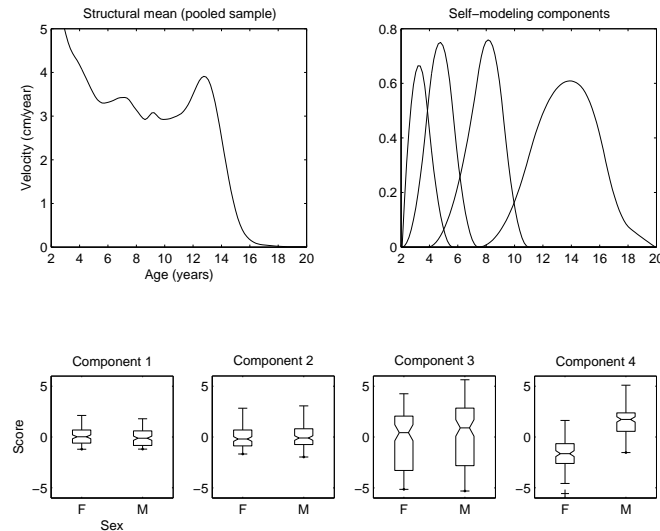 Structural mean (pooled sample)
Self−modeling components
5
4
3
2
1
0
Velocity (cm/year)
2 4 6 8 10 12 14 16 18 20
Age (years)
0.8
0.6
0.4
0.2
0
2 4 6 8 10 12 14 16 18 20
Component 1
Component 2
Component 3
Component 4
Score
5
0
−5
F M
Sex
5
0
−5
F M
5
0
−5
F M
5
0
−5
F M